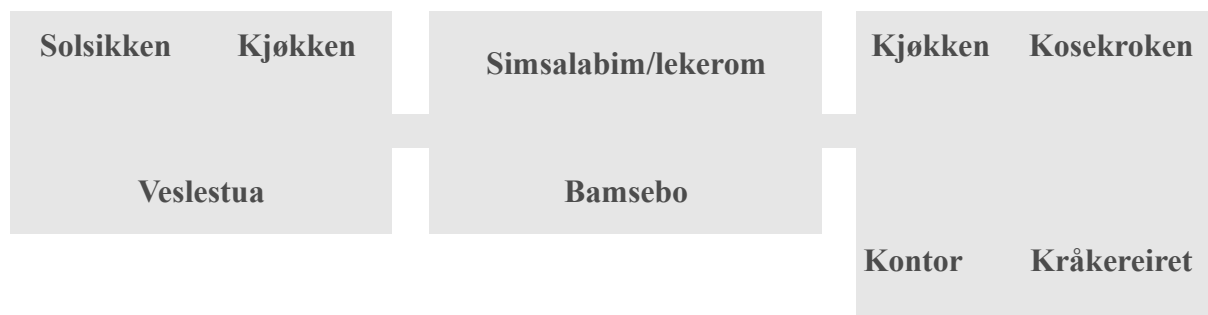 Solsikken Kjøkken
Veslestua
Simsalabim/lekerom
Bamsebo
Kjøkken Kosekroken
Kontor Kråkereiret